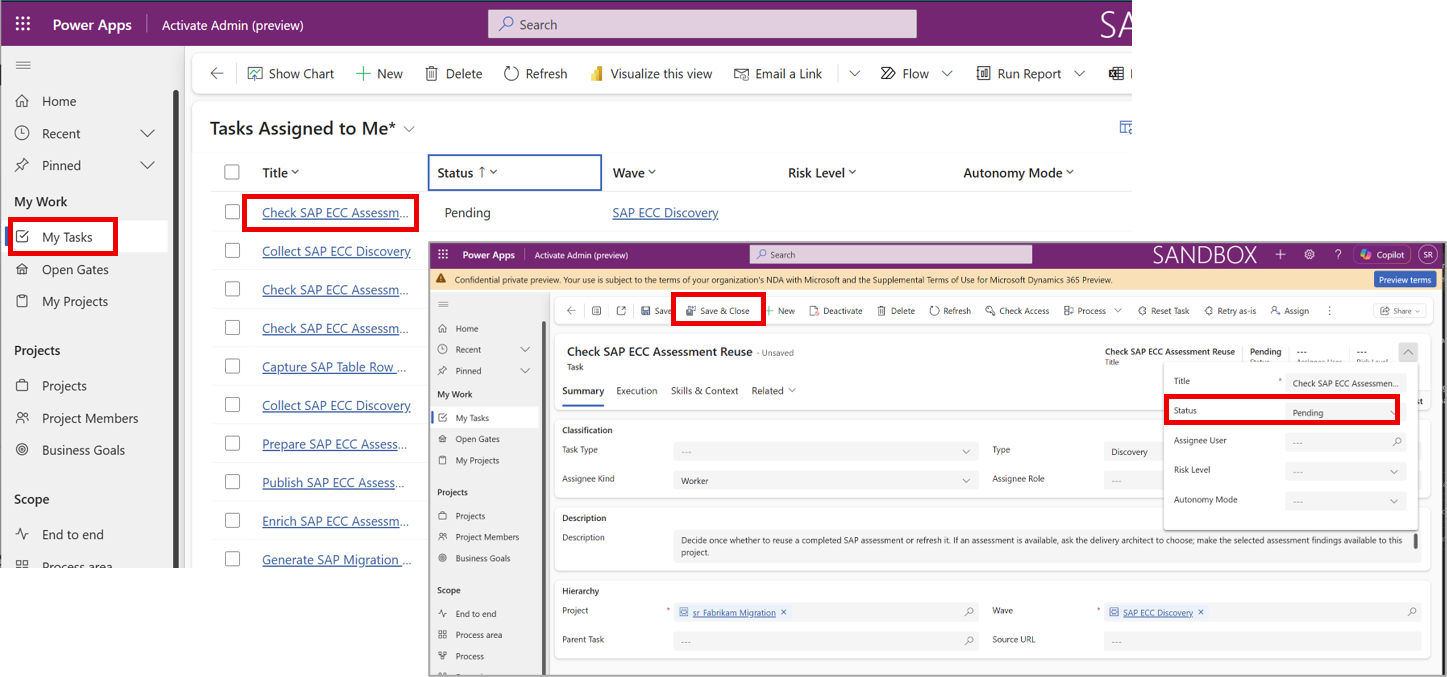 Power Apps Activate Admin (preview) Search SA
Show Chart New Delete Refresh Visualize this view Email a Link Flow Run Report
Home
Recent
Pinned
My Work
My Tasks
Open Gates
My Projects
Projects
Projects
Project Members
Business Goals
Scope
End to end
Process area
Tasks Assigned to Me*
Title Status ↑ Wave Risk Level Autonomy Mode
Check SAP ECC Assessm... Pending SAP ECC Discovery
Collect SAP ECC Discovery
Check SAP ECC Assessm...
Check SAP ECC Assessm...
Capture SAP Table Row ...
Collect SAP ECC Discovery
Prepare SAP ECC Assess...
Publish SAP ECC Assess...
Enrich SAP ECC Assessm...
Generate SAP Migration ...
Power Apps Activate Admin (preview) Search SANDBOX Copilot SR
Confidential private preview. Your use is subject to the terms of your organization's NDA with Microsoft and the Supplemental Terms of Use for Microsoft Dynamics 365 Preview. Preview terms
Save Save & Close New Deactivate Delete Refresh Check Access Process Reset Task Retry as-is Assign Share
Home
Recent
Pinned
My Work
My Tasks
Open Gates
My Projects
Projects
Projects
Project Members
Business Goals
Scope
End to end
Process area
Process
Check SAP ECC Assessment Reuse - Unsaved
Task
Check SAP ECC Assessment Reuse Pending --- ---
Title Status Assignee User Risk Level
Summary Execution Skills & Context Related
Title * Check SAP ECC Assessmen...
Status Pending
Assignee User ---
Risk Level ---
Autonomy Mode ---
Classification
Task Type --- Type Discovery
Assignee Kind Worker Assignee Role ---
Description
Description Decide once whether to reuse a completed SAP assessment or refresh it. If an assessment is available, ask the delivery architect to choose; make the selected assessment findings available to this
project.
Hierarchy
Project * sr Fabrikam Migration × Wave * SAP ECC Discovery ×
Parent Task --- Source URL ---